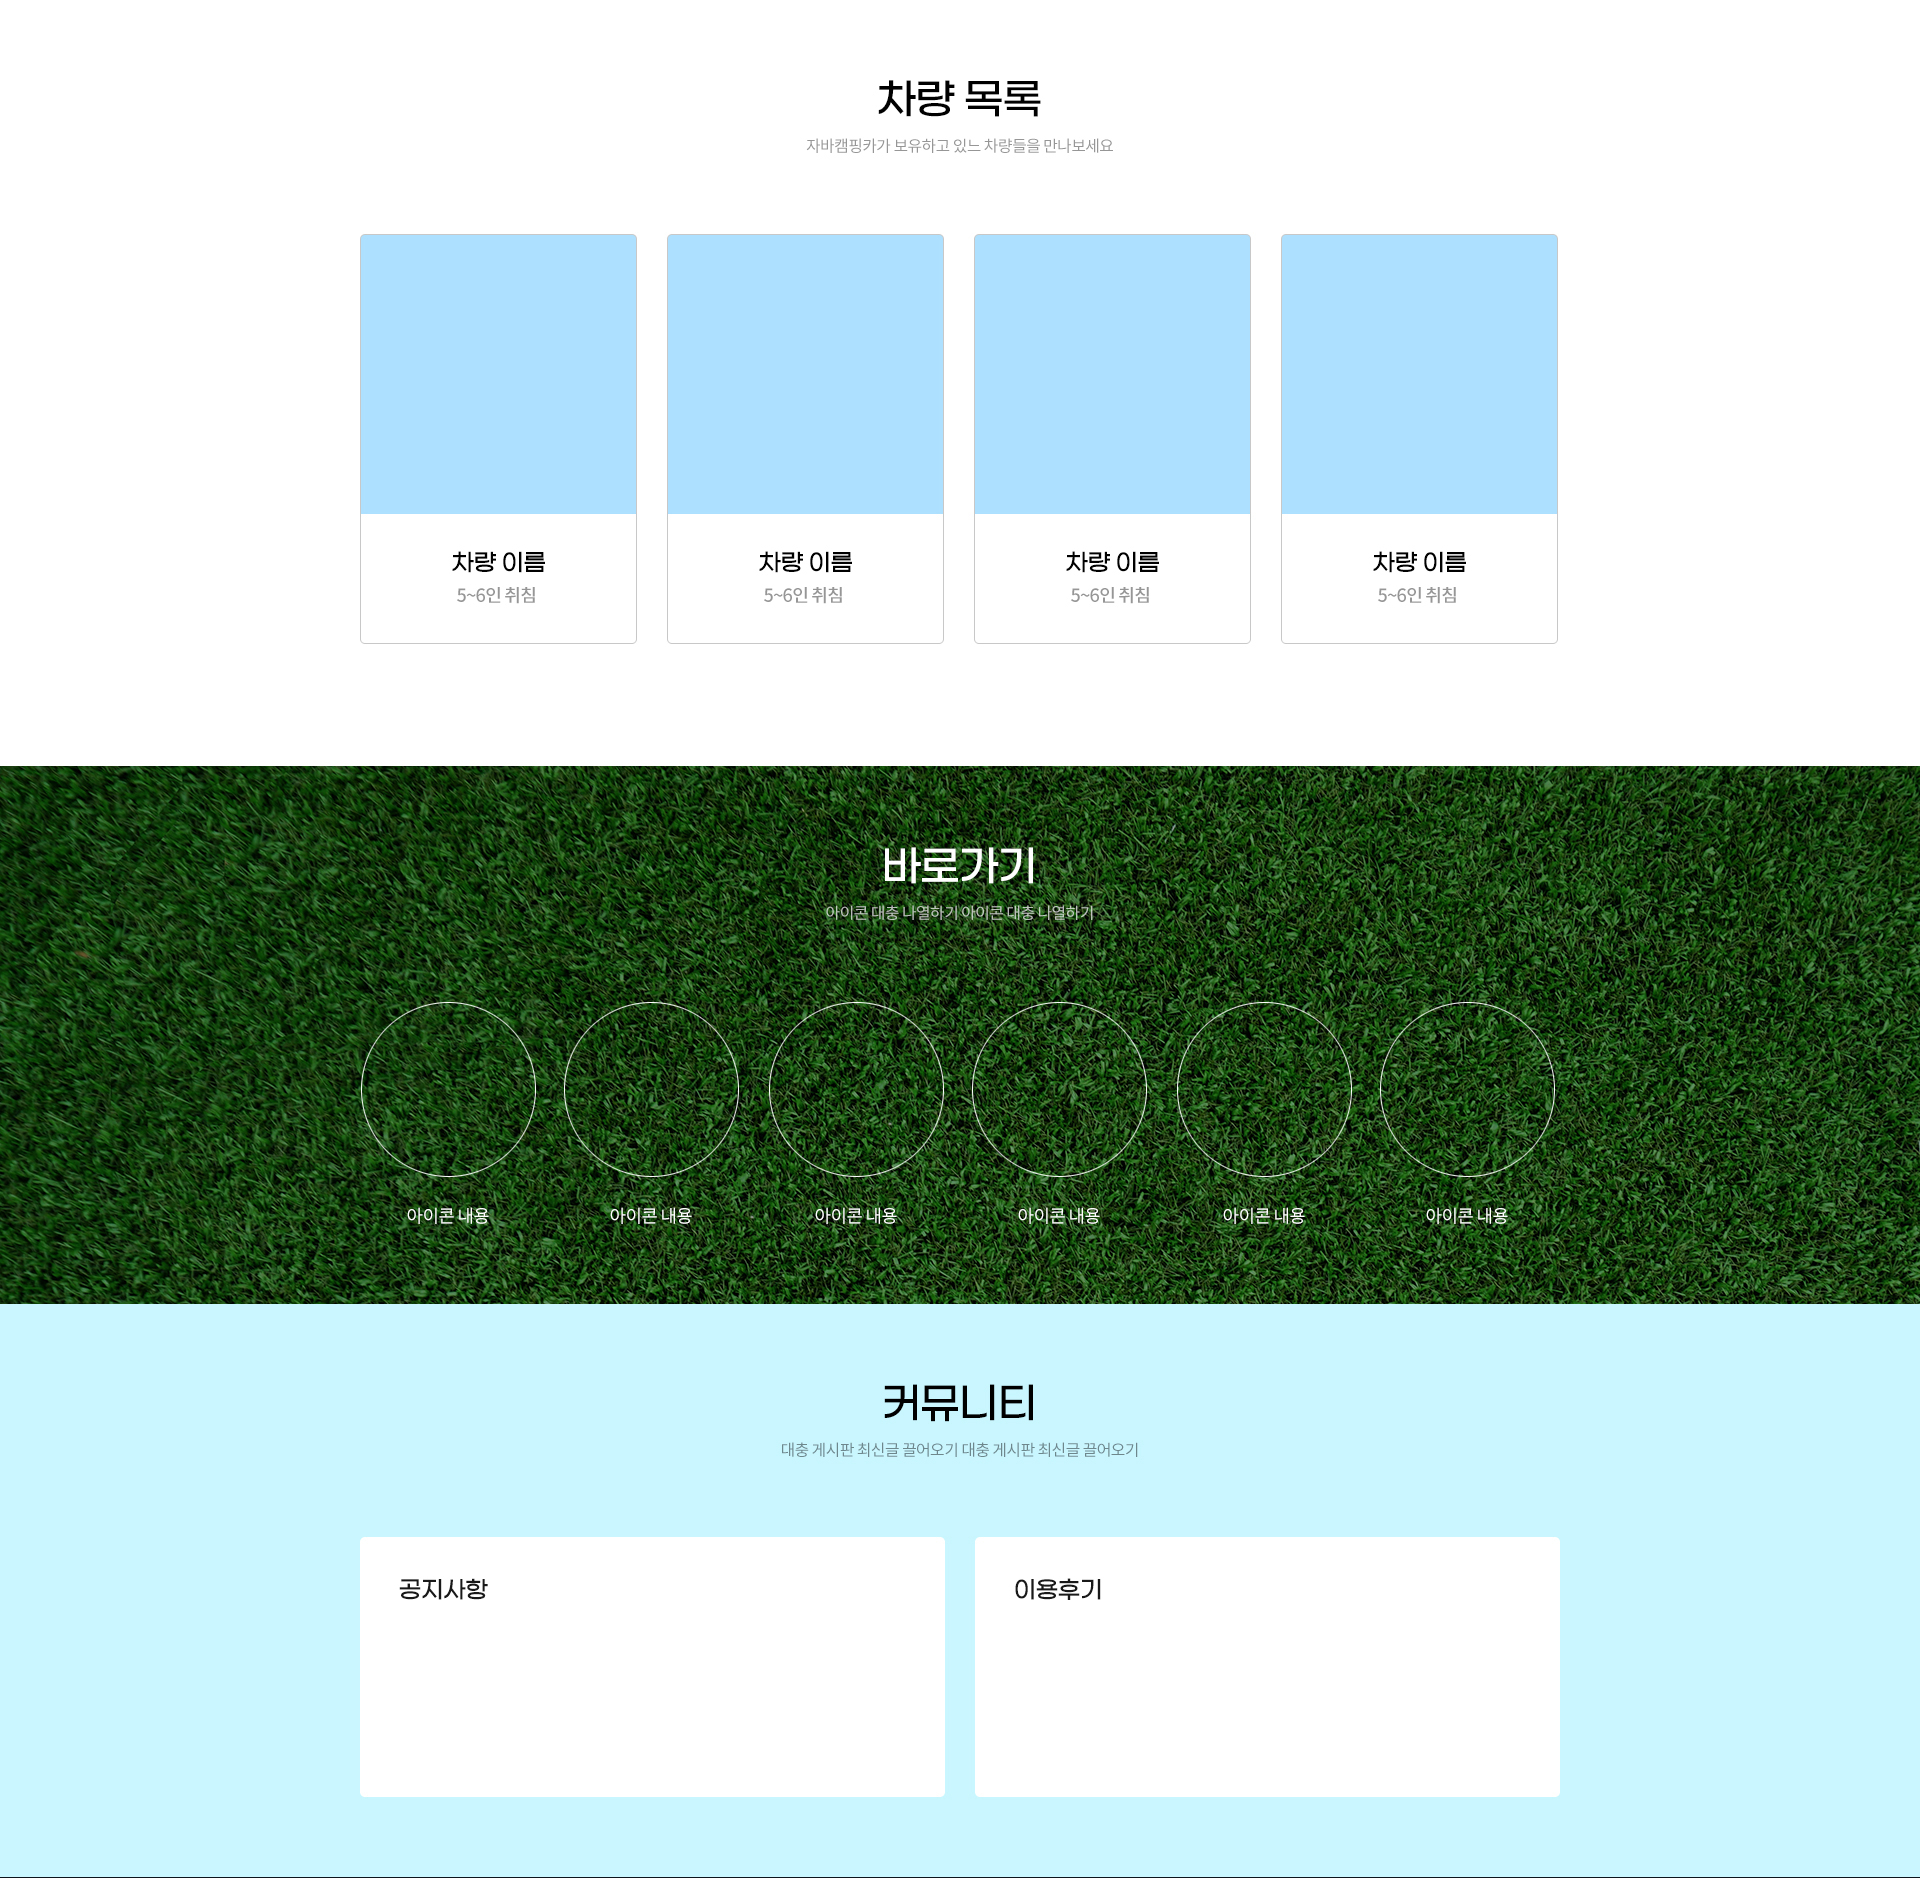 차량 목록
자바캠핑카가 보유하고 있느 차량들을 만나보세요
차량 이름
5~6인 취침
차량 이름
5~6인 취침
차량 이름
5~6인 취침
차량 이름
5~6인 취침
바로가기
아이콘 대충 나열하기 아이콘 대충 나열하기
아이콘 내용
아이콘 내용
아이콘 내용
아이콘 내용
아이콘 내용
아이콘 내용
커뮤니티
대충 게시판 최신글 끌어오기 대충 게시판 최신글 끌어오기
공지사항
이용후기